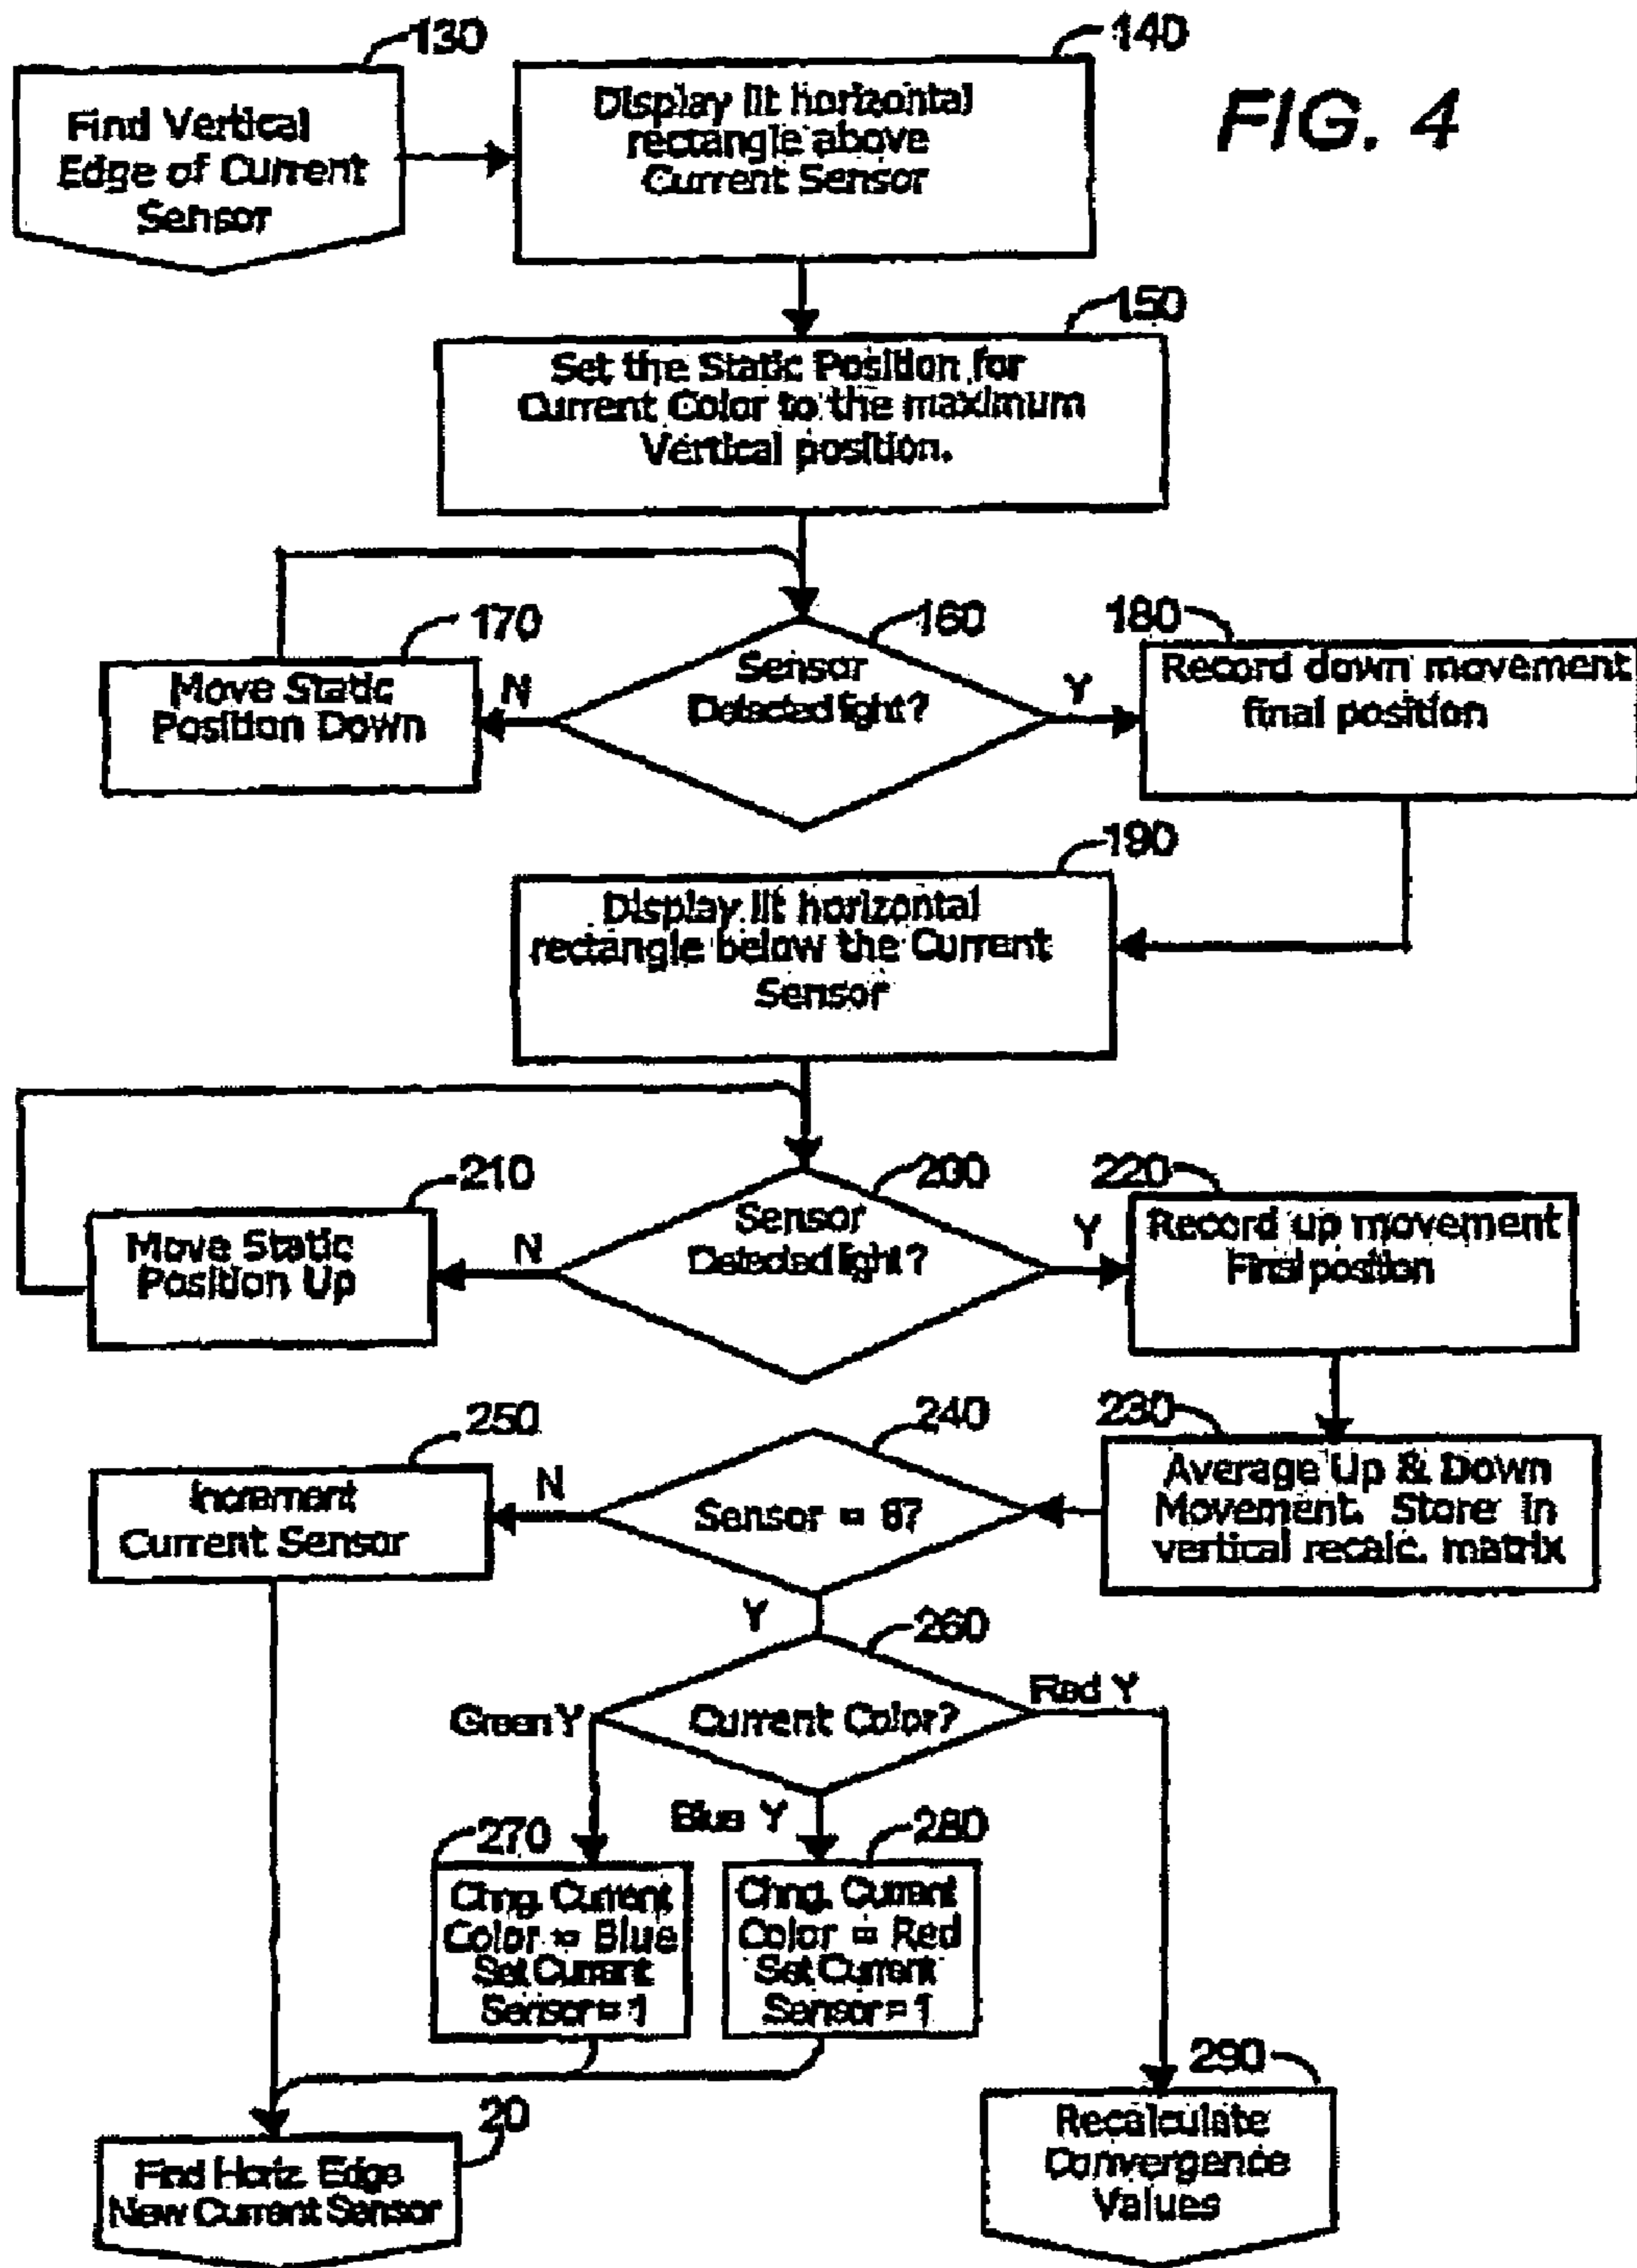 FIG. 4
130
Find Vertical
Edge of Current
Sensor
140
Display lit horizontal
rectangle above
Current Sensor
150
Set the Static Position for
Current Color to the maximum
Vertical position.
160
Sensor
Detected light?
N
Y
170
Move Static
Position Down
180
Record down movement
final position
190
Display lit horizontal
rectangle below the Current
Sensor
200
Sensor
Detected light?
N
Y
210
Move Static
Position Up
220
Record up movement
Final position
230
Average Up & Down
Movement. Store in
vertical recalc. matrix
240
Sensor = 8?
N
Y
250
Increment
Current Sensor
260
Current Color?
Green Y
Blue Y
Red Y
270
Chng. Current
Color = Blue
Set Current
Sensor = 1
280
Chng. Current
Color = Red
Set Current
Sensor = 1
20
Find Horiz. Edge
New Current Sensor
290
Recalculate
Convergence
Values